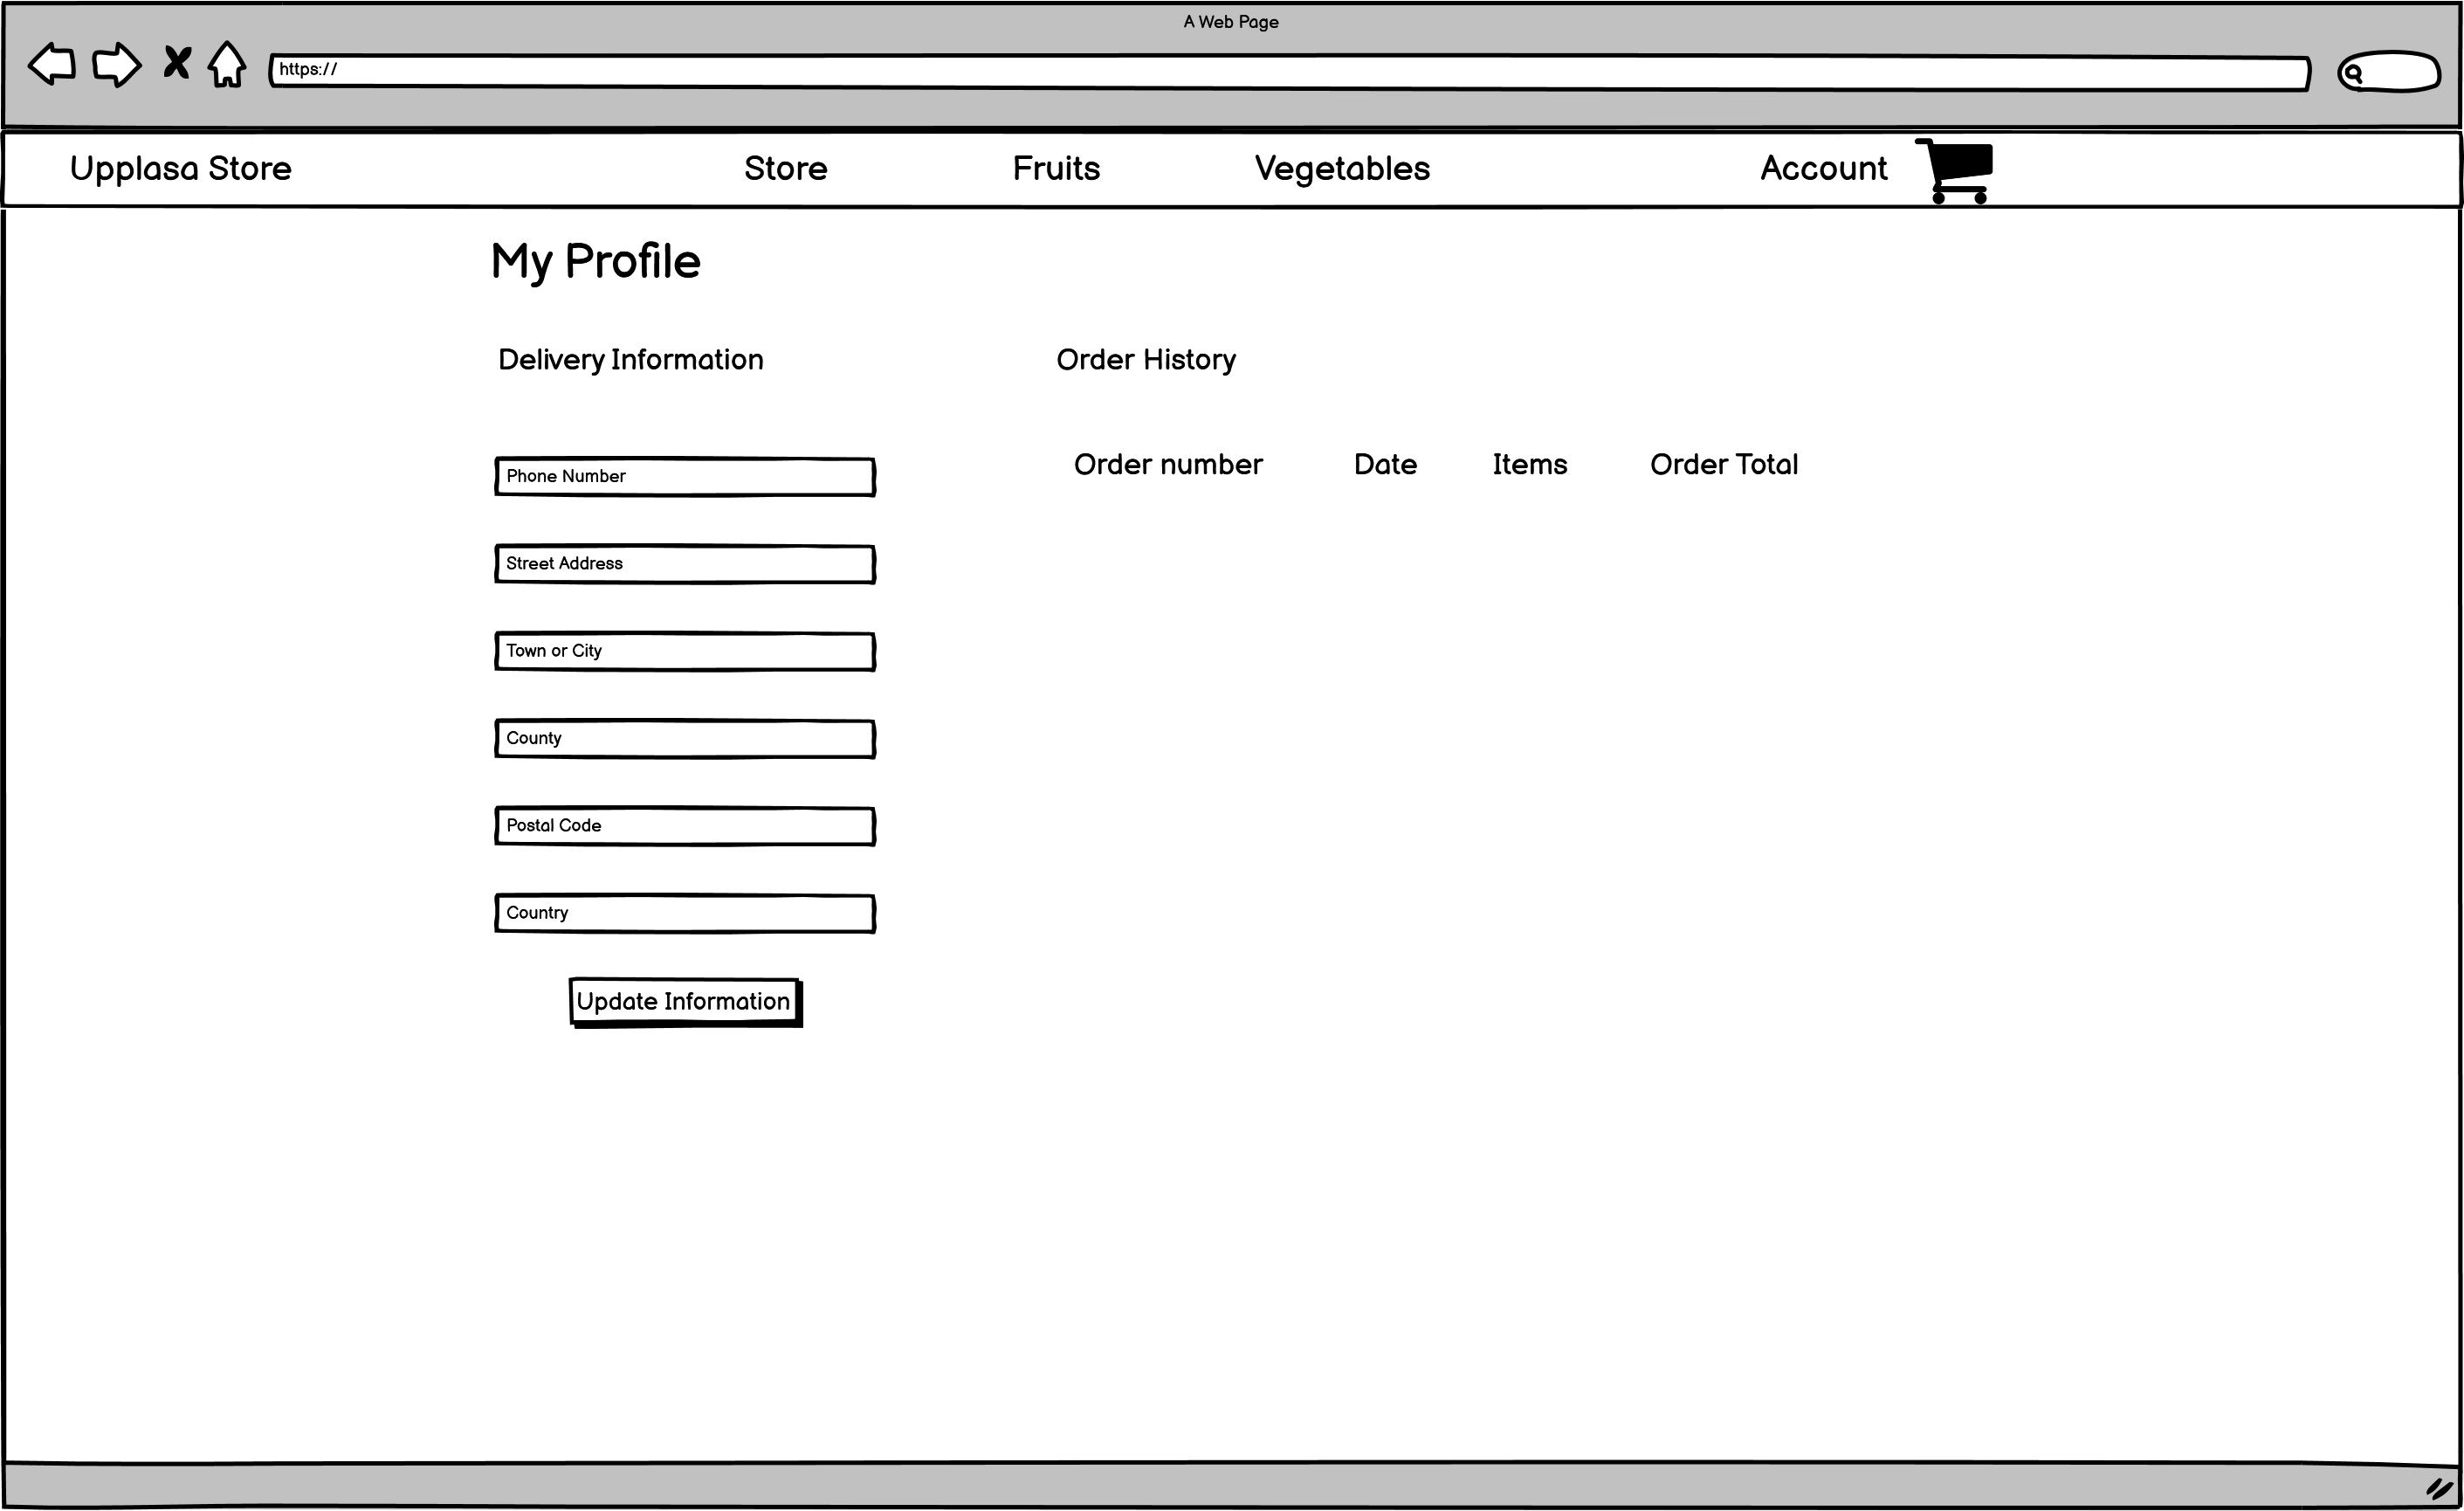 A Web Page
https://
Upplasa Store Store Fruits Vegetables Account
My Profile
Delivery Information Order History
Order number Date Items Order Total
Phone Number
Street Address
Town or City
County
Postal Code
Country
Update Information